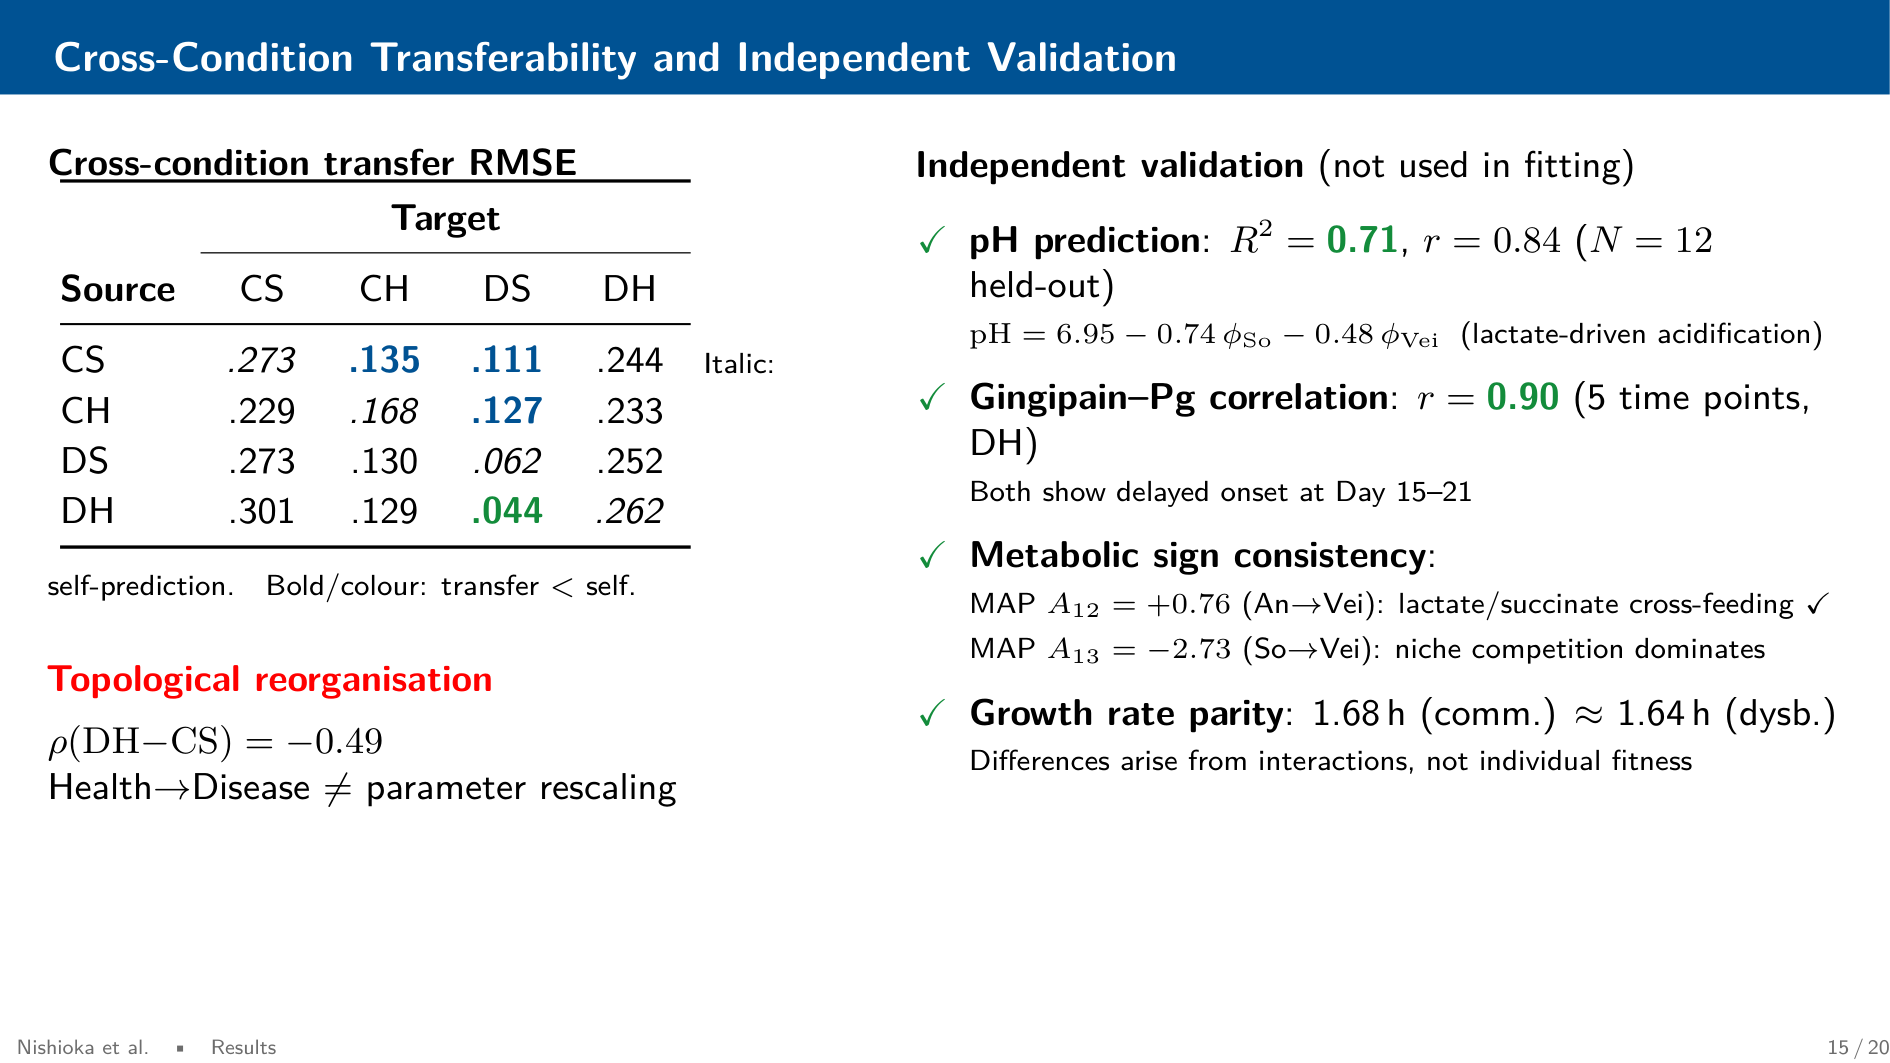 Cross-Condition Transferability and Independent Validation
Cross-condition transfer RMSE
Target
Source CS CH DS DH
CS .273 .135 .111 .244 Italic:
CH .229 .168 .127 .233
DS .273 .130 .062 .252
DH .301 .129 .044 .262
self-prediction. Bold/colour: transfer < self.
Topological reorganisation
ρ(DH−CS) = −0.49
Health→Disease ≠ parameter rescaling
Independent validation (not used in fitting)
✓ pH prediction: R² = 0.71, r = 0.84 (N = 12
held-out)
pH = 6.95 − 0.74 ϕ_So − 0.48 ϕ_Vei (lactate-driven acidification)
✓ Gingipain–Pg correlation: r = 0.90 (5 time points,
DH)
Both show delayed onset at Day 15–21
✓ Metabolic sign consistency:
MAP A₁₂ = +0.76 (An→Vei): lactate/succinate cross-feeding ✓
MAP A₁₃ = −2.73 (So→Vei): niche competition dominates
✓ Growth rate parity: 1.68 h (comm.) ≈ 1.64 h (dysb.)
Differences arise from interactions, not individual fitness
Nishioka et al. ▪ Results
15 / 20